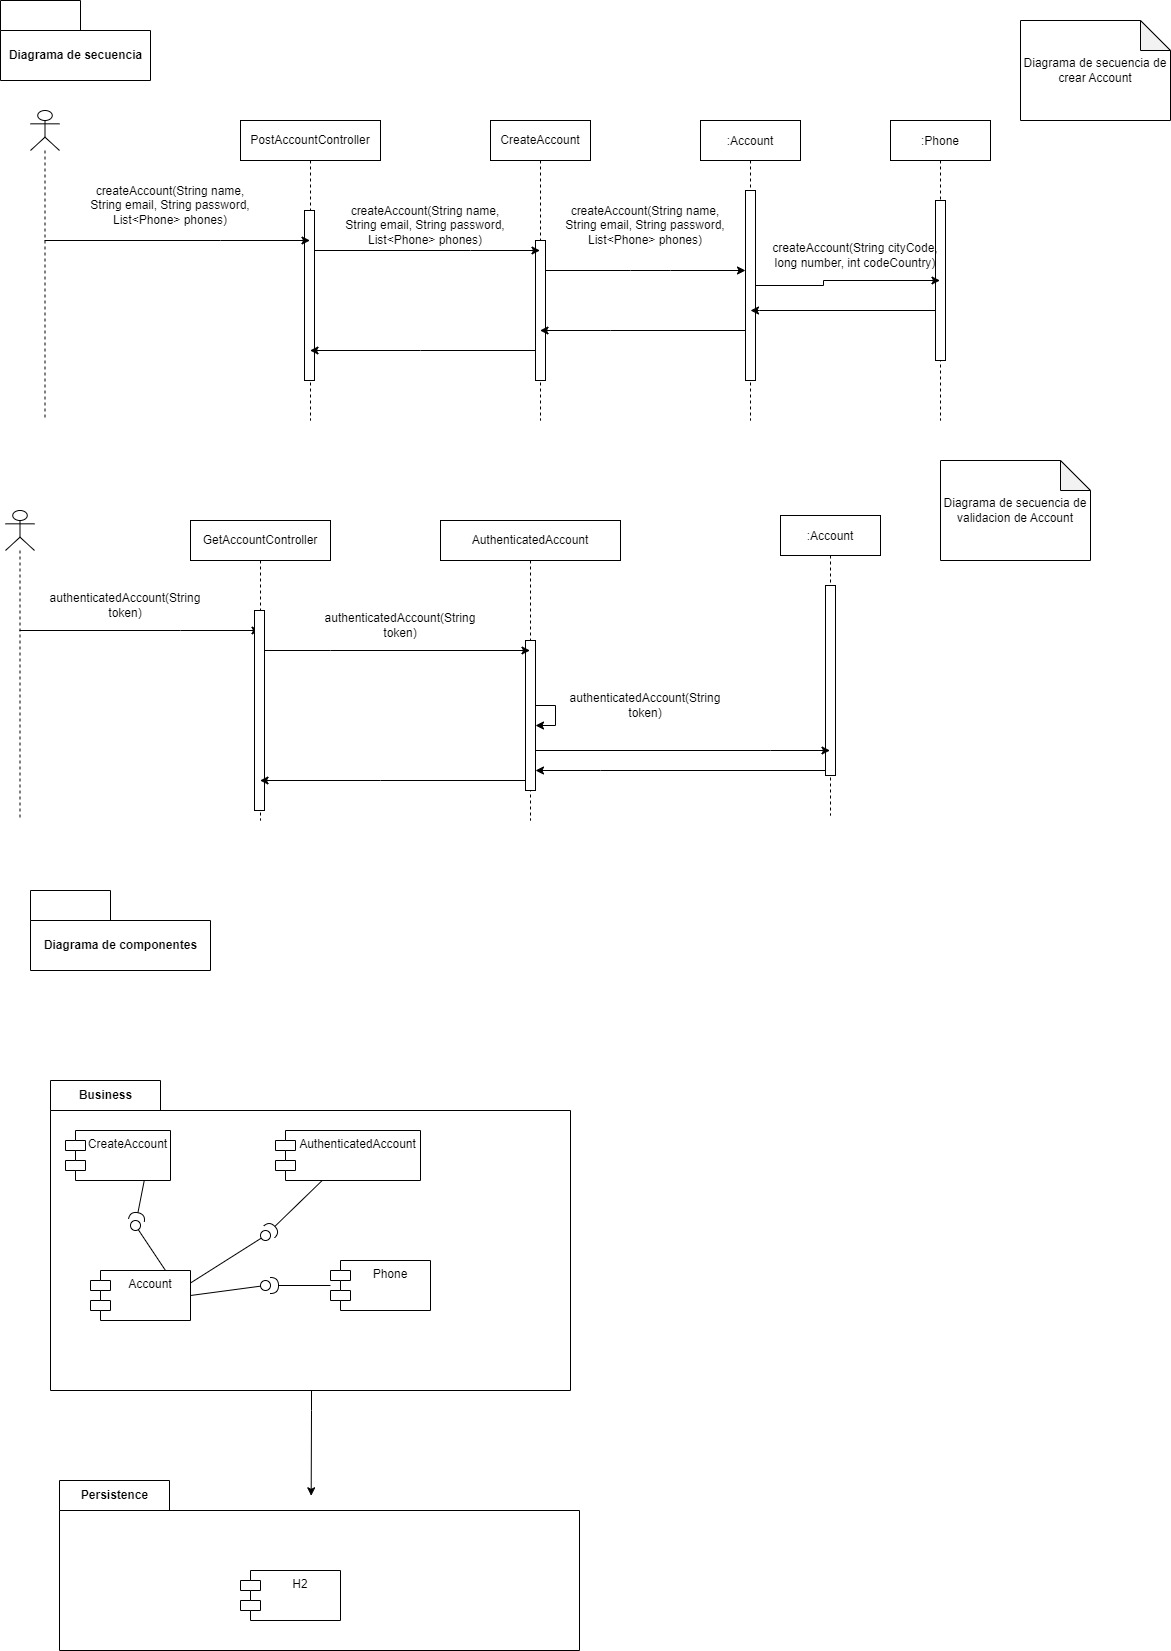 Diagrama de secuencia
Diagrama de secuencia de
crear Account
PostAccountController
CreateAccount
:Account
:Phone
createAccount(String name,
String email, String password,
List<Phone> phones)
createAccount(String name,
String email, String password,
List<Phone> phones)
createAccount(String name,
String email, String password,
List<Phone> phones)
createAccount(String cityCode,
long number, int codeCountry)
Diagrama de secuencia de
validacion de Account
GetAccountController
AuthenticatedAccount
:Account
authenticatedAccount(String
token)
authenticatedAccount(String
token)
authenticatedAccount(String
token)
Diagrama de componentes
Business
CreateAccount
AuthenticatedAccount
Account
Phone
Persistence
H2